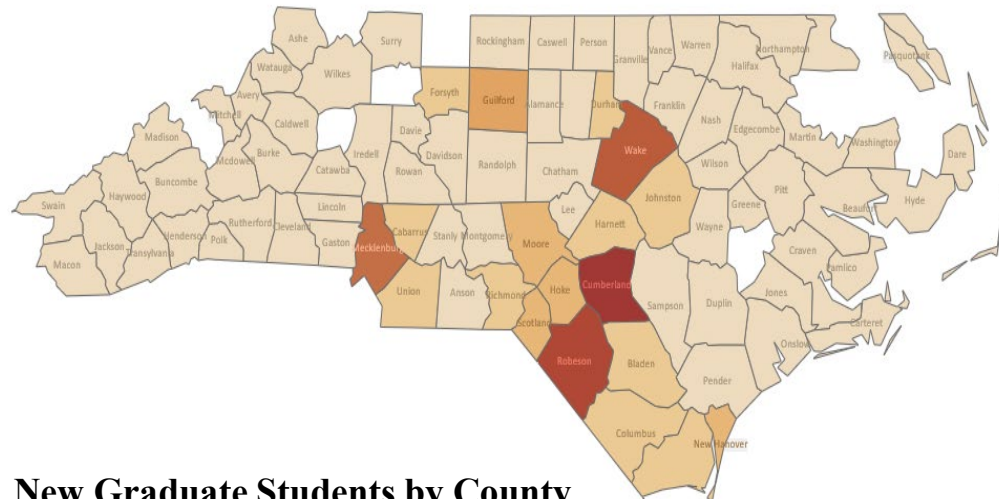 Ashe
Surry
Rockingham
Caswell
Person
Granville
Vance
Warren
Northampton
Pasquotank
Watauga
Wilkes
Halifax
Forsyth
Guilford
Alamance
Durham
Franklin
Avery
Mitchell
Caldwell
Davie
Nash
Edgecombe
Martin
Washington
Dare
Madison
Mcdowell
Burke
Iredell
Catawba
Rowan
Davidson
Randolph
Chatham
Wake
Wilson
Pitt
Buncombe
Haywood
Swain
Johnston
Greene
Beaufort
Hyde
Lincoln
Rutherford
Cleveland
Polk
Henderson
Transylvania
Jackson
Macon
Gaston
Mecklenburg
Cabarrus
Stanly
Montgomery
Moore
Lee
Harnett
Wayne
Craven
Pamlico
Union
Anson
Richmond
Hoke
Scotland
Cumberland
Sampson
Duplin
Jones
Carteret
Onslow
Robeson
Bladen
Pender
Columbus
New Hanover
New Graduate Students by County